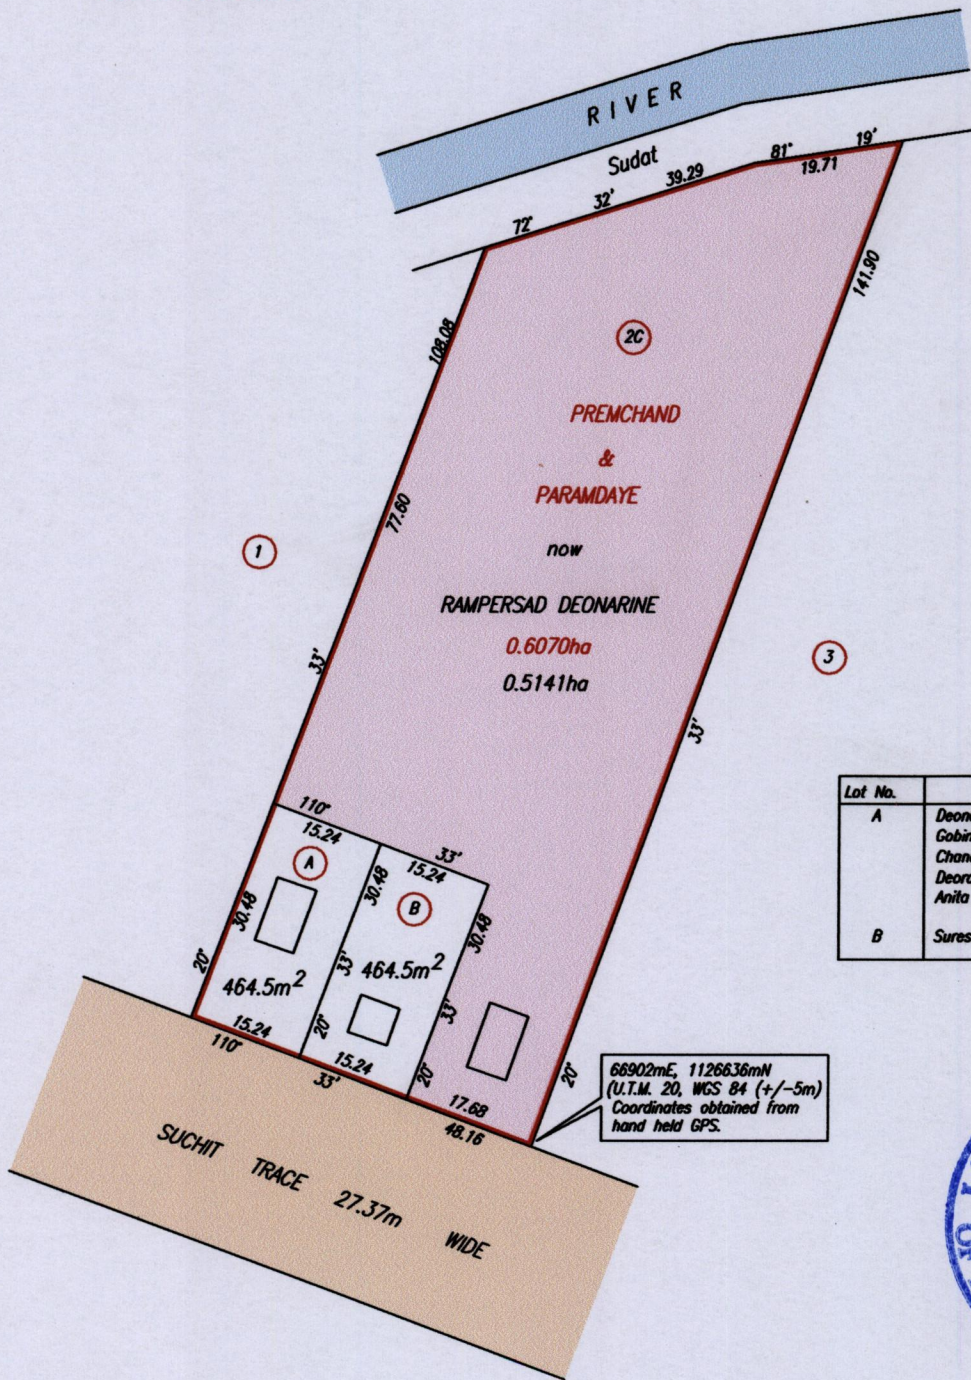 RIVER
Sudat
72° 32' 39.29 81° 19.71 19'
108.08
141.90
2C
PREMCHAND
&
PARAMDAYE
now
RAMPERSAD DEONARINE
0.6070ha
0.5141ha
77.60
1
3
33'
33'
110° 33'
15.24 15.24
A
B
30.48
30.48
30.48
20°
33'
33'
464.5m²
464.5m²
20°
20°
20°
15.24
15.24
17.68
110° 33' 48.16
Lot No.
A
B
66902mE, 1126636mN
(U.T.M. 20, WGS 84 (+/-5m)
Coordinates obtained from
hand held GPS.
SUCHIT TRACE 27.37m WIDE